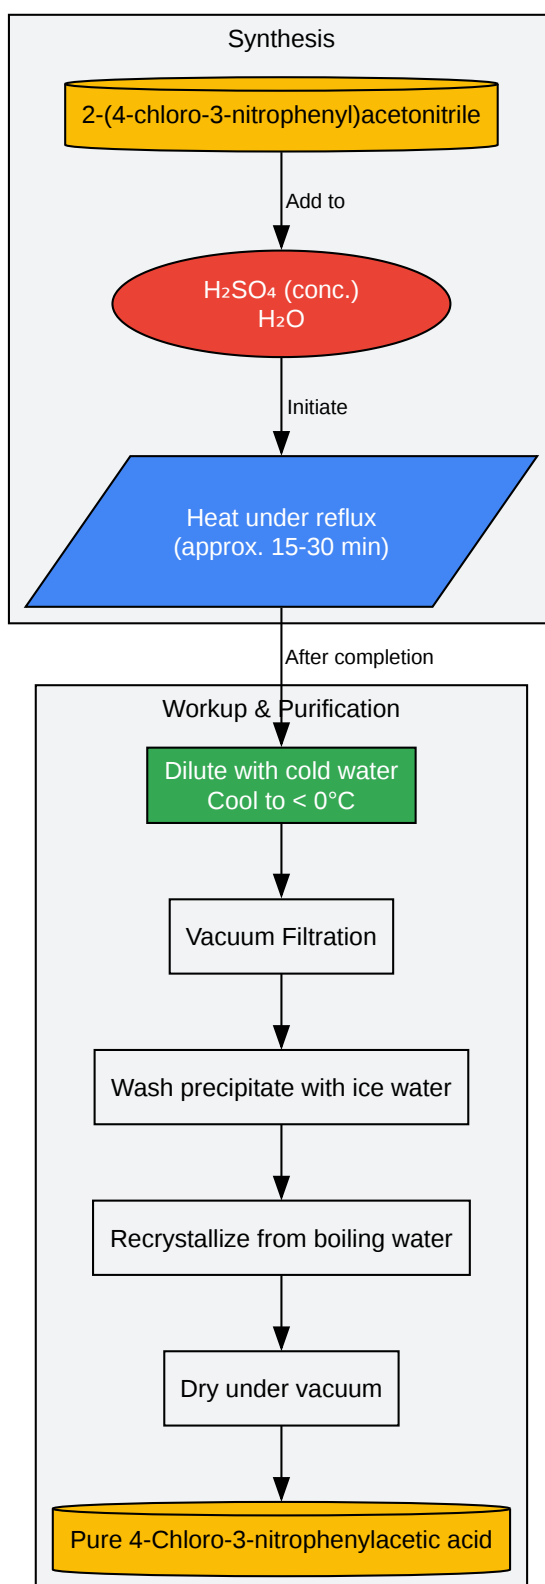 Synthesis
2-(4-chloro-3-nitrophenyl)acetonitrile
Add to
H₂SO₄ (conc.)
H₂O
Initiate
Heat under reflux
(approx. 15-30 min)
After completion
Workup & Purification
Dilute with cold water
Cool to < 0°C
Vacuum Filtration
Wash precipitate with ice water
Recrystallize from boiling water
Dry under vacuum
Pure 4-Chloro-3-nitrophenylacetic acid